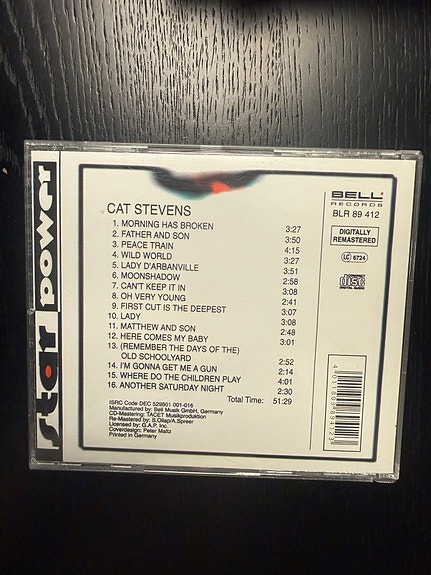 star power
CAT STEVENS
1. MORNING HAS BROKEN 3:27
2. FATHER AND SON 3:50
3. PEACE TRAIN 4:15
4. WILD WORLD 3:27
5. LADY D'ARBANVILLE 3:51
6. MOONSHADOW 2:58
7. CAN'T KEEP IT IN 3:08
8. OH VERY YOUNG 2:41
9. FIRST CUT IS THE DEEPEST 3:07
10. LADY 3:08
11. MATTHEW AND SON 2:48
12. HERE COMES MY BABY 3:01
13. (REMEMBER THE DAYS OF THE)
OLD SCHOOLYARD 2:52
14. I'M GONNA GET ME A GUN 2:14
15. WHERE DO THE CHILDREN PLAY 4:01
16. ANOTHER SATURDAY NIGHT 2:30
Total Time: 51:29
ISRC Code DEC 529801 001-016
Manufactured by: Bell Musik GmbH, Germany
CD-Mastering: TACET Musikproduktion
Re-Mastered by: S.Ollap/A.Spreer
Licensed by: G.A.P. Inc.
Coverdesign: Peter Maltz
Printed in Germany
BELL
RECORDS
BLR 89 412
DIGITALLY
REMASTERED
LC 8724
COMPACT
disc
DIGITAL AUDIO